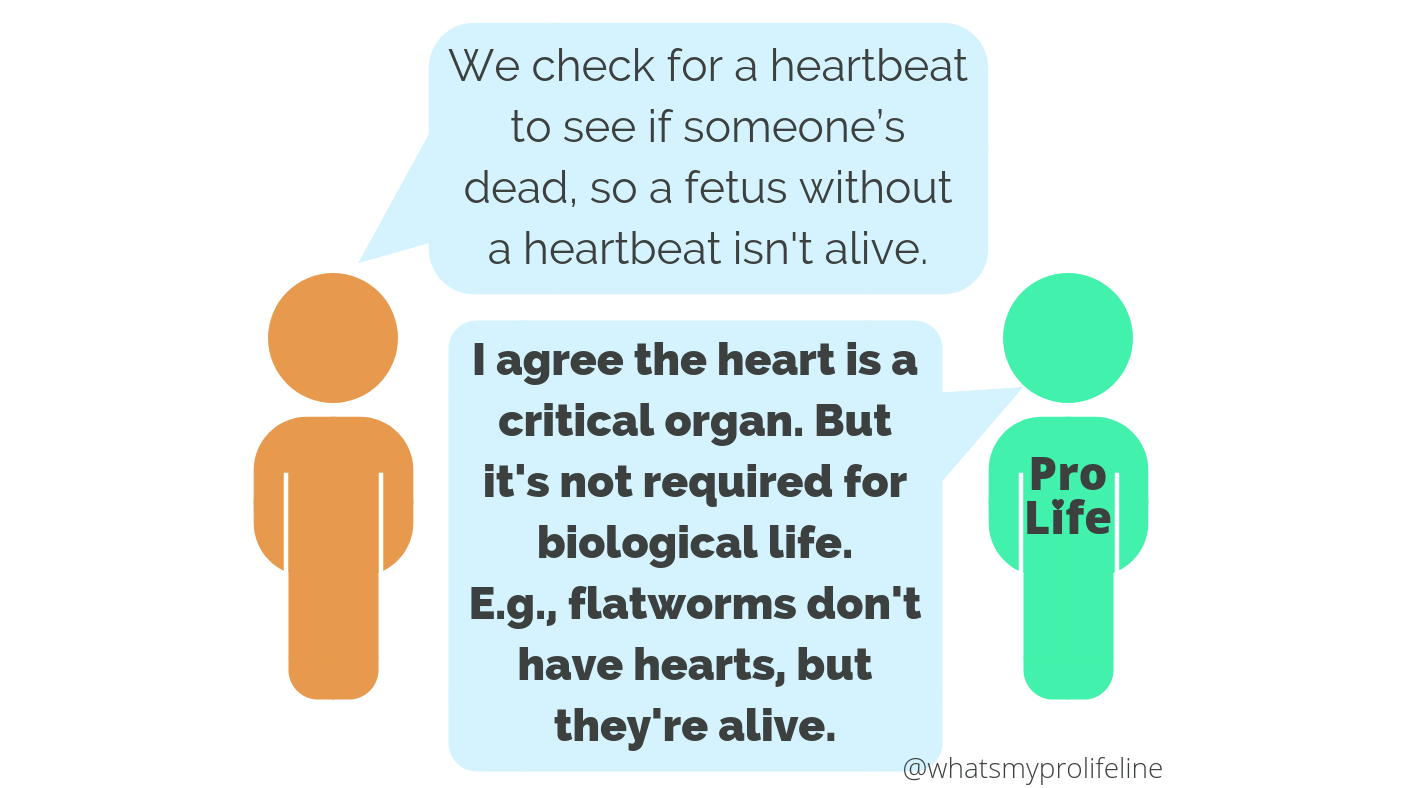 We check for a heartbeat
to see if someone’s
dead, so a fetus without
a heartbeat isn't alive.
I agree the heart is a
critical organ. But
it's not required for
biological life.
E.g., flatworms don't
have hearts, but
they're alive.
Pro
Life
@whatsmyprolifeline